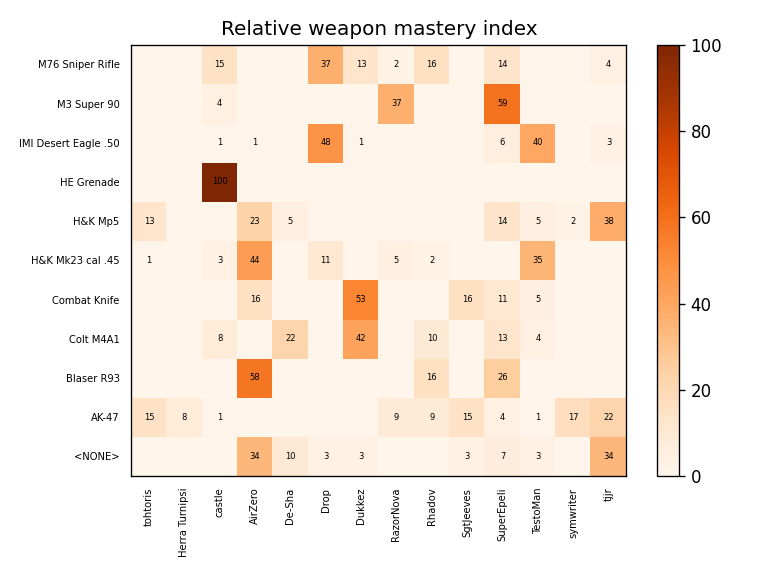 Relative weapon mastery index
M76 Sniper Rifle 15 37 13 2 16 14 4
M3 Super 90 4 37 59
IMI Desert Eagle .50 1 1 48 1 6 40 3
HE Grenade 100
H&K Mp5 13 23 5 14 5 2 38
H&K Mk23 cal .45 1 3 44 11 5 2 35
Combat Knife 16 53 16 11 5
Colt M4A1 8 22 42 10 13 4
Blaser R93 58 16 26
AK-47 15 8 1 9 9 15 4 1 17 22
<NONE> 34 10 3 3 3 7 3 34
tohtoris
Herra Turnipsi
castle
AirZero
De-Sha
Drop
Dukkez
RazorNova
Rhadov
SgtJeeves
SuperEpeli
TestoMan
symwriter
tjjr
100
80
60
40
20
0